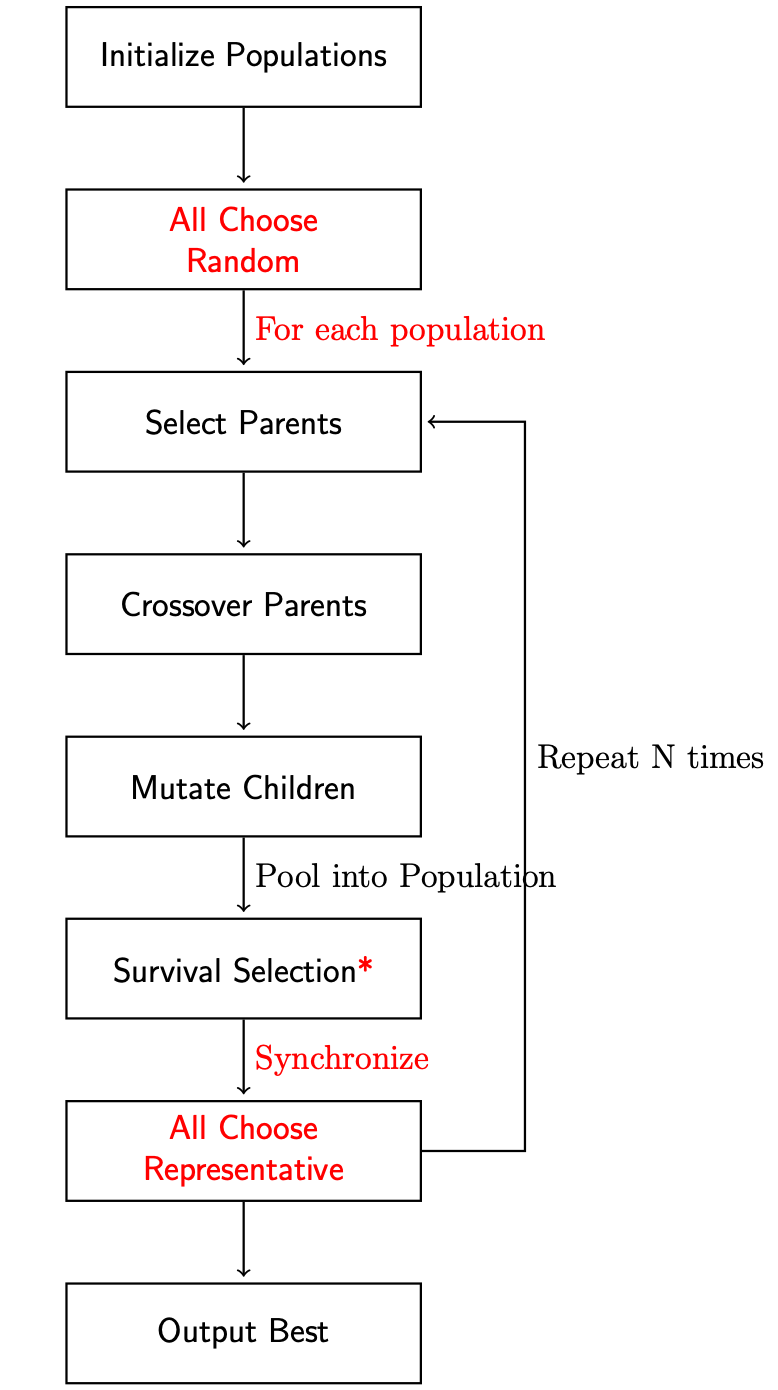 Initialize Populations
All Choose
Random
For each population
Select Parents
Crossover Parents
Repeat N times
Mutate Children
Pool into Population
Survival Selection*
Synchronize
All Choose
Representative
Output Best